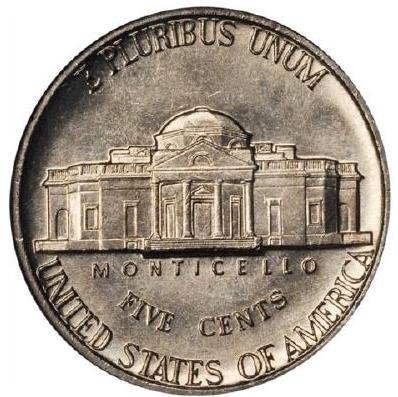 E PLURIBUS UNUM
MONTICELLO
FIVE CENTS
UNITED STATES OF AMERICA